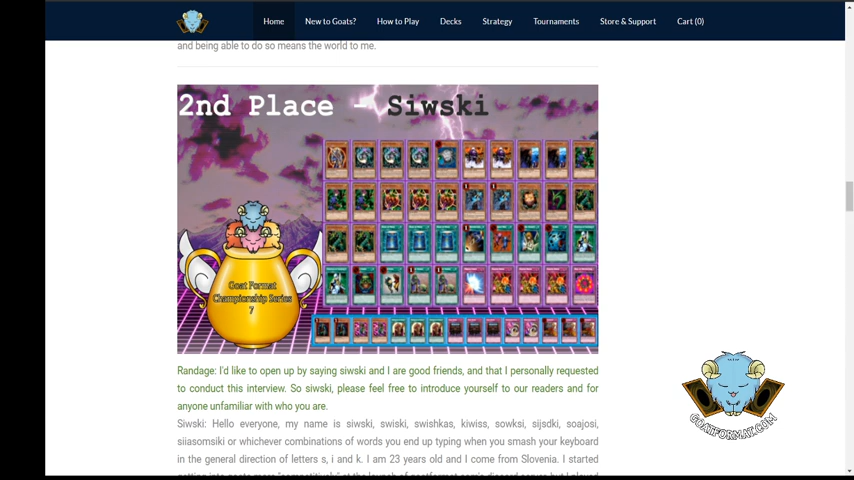 Home New to Goats? How to Play Decks Strategy Tournaments Store & Support Cart (0)
and being able to do so means the world to me.
2nd Place - Siwski
Goat Format
Championship Series
7
Randage: I'd like to open up by saying siwski and I are good friends, and that I personally requested
to conduct this interview. So siwski, please feel free to introduce yourself to our readers and for
anyone unfamiliar with who you are.
Siwski: Hello everyone, my name is siwski, swiski, swishkas, kiwiss, sowksi, sijsdki, soajosi,
siiasomsiki or whichever combinations of words you end up typing when you smash your keyboard
in the general direction of letters s, i and k. I am 23 years old and I come from Slovenia. I started
GOATFORMAT.COM